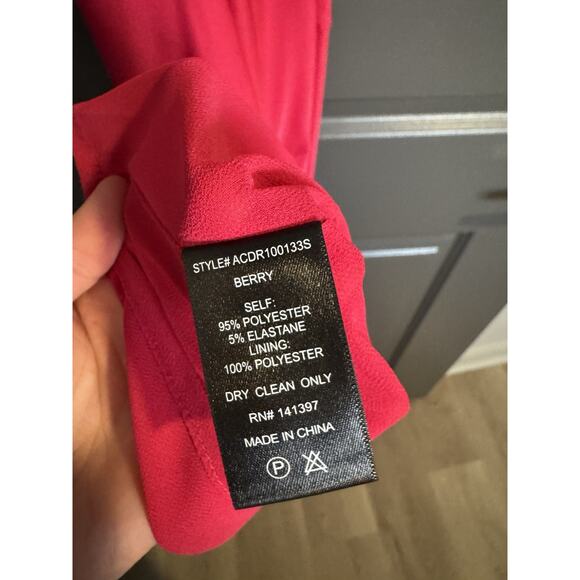 STYLE# ACDR100133S
BERRY
SELF:
95% POLYESTER
5% ELASTANE
LINING:
100% POLYESTER
DRY CLEAN ONLY
RN# 141397
MADE IN CHINA
P